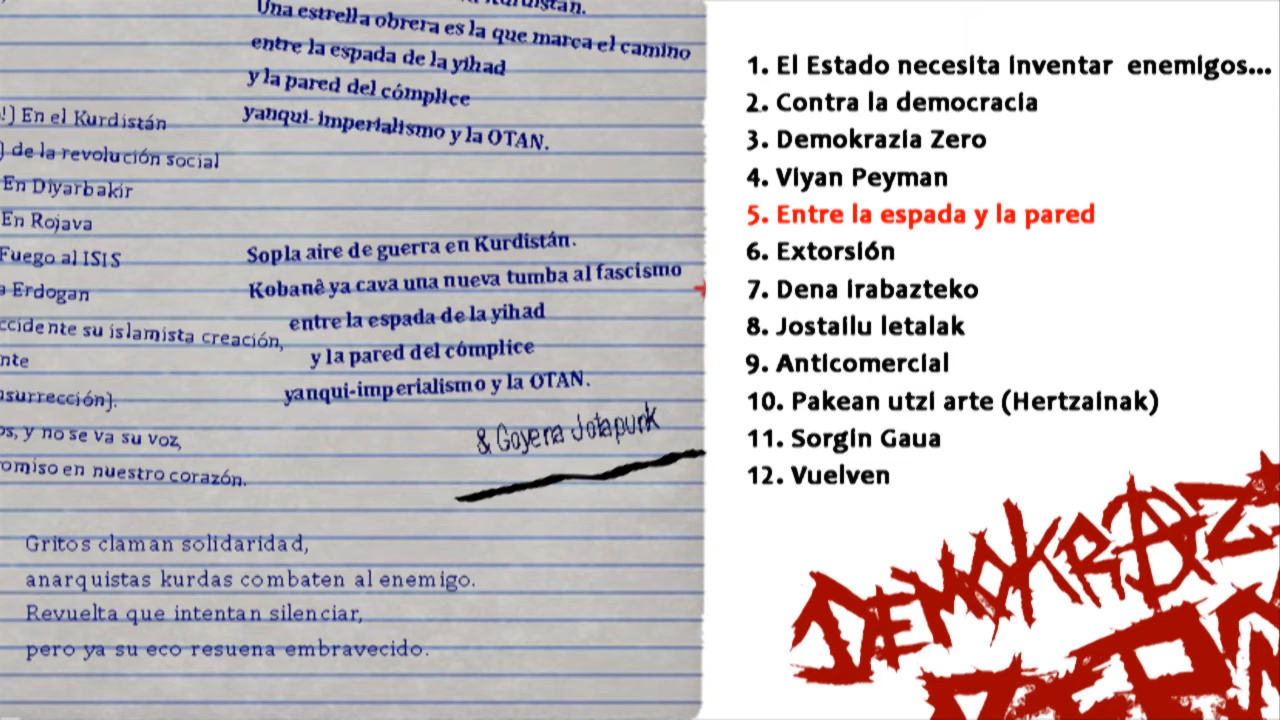 Kurdistán.
Una estrella obrera es la que marca el camino
entre la espada de la yihad
y la pared del cómplice
yanqui- imperialismo y la OTAN.
!) En el Kurdistán
) de la revolución social
En Diyarbakir
En Rojava
Fuego al ISIS
a Erdogan
ccidente su islamista creación,
nte
nsurrección).
os, y no se va su voz,
omiso en nuestro corazón.
Sopla aire de guerra en Kurdistán.
Kobanê ya cava una nueva tumba al fascismo
entre la espada de la yihad
y la pared del cómplice
yanqui-imperialismo y la OTAN.
& Goyena Jotapunk
Gritos claman solidaridad,
anarquistas kurdas combaten al enemigo.
Revuelta que intentan silenciar,
pero ya su eco resuena embravecido.
1. El Estado necesita inventar enemigos...
2. Contra la democracia
3. Demokrazia Zero
4. Viyan Peyman
5. Entre la espada y la pared
6. Extorsión
7. Dena irabazteko
8. Jostailu letalak
9. Anticomercial
10. Pakean utzi arte (Hertzainak)
11. Sorgin Gaua
12. Vuelven
DEMOKRAZ